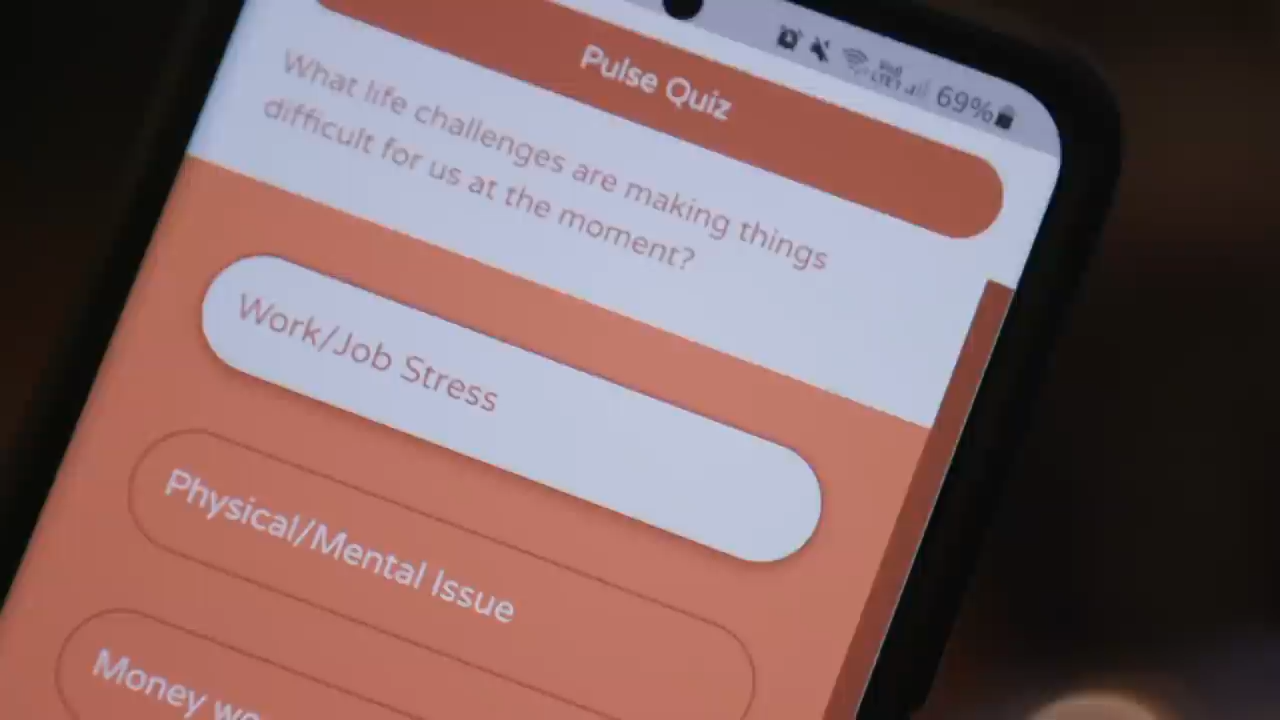 69%
Pulse Quiz
What life challenges are making things
difficult for us at the moment?
Work/Job Stress
Physical/Mental Issue
Money